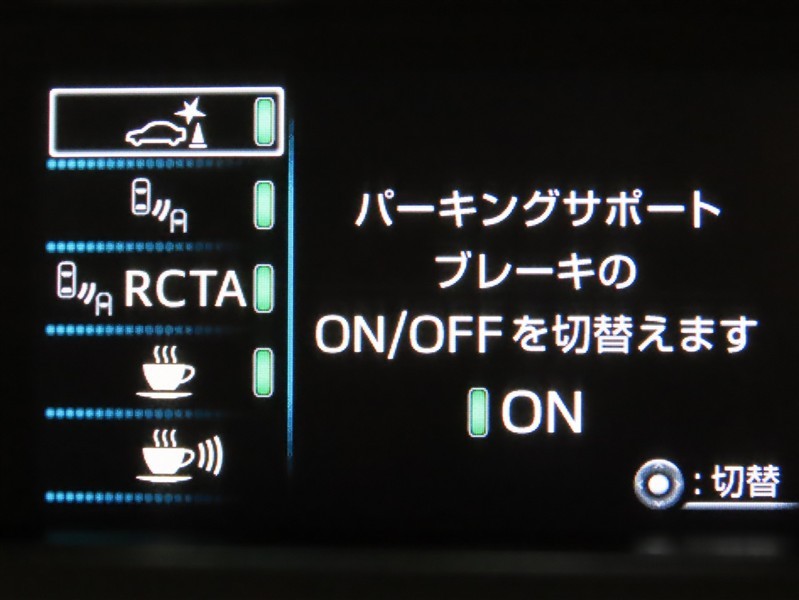 RCTA
パーキングサポート
ブレーキの
ON/OFFを切替えます
ON
:切替